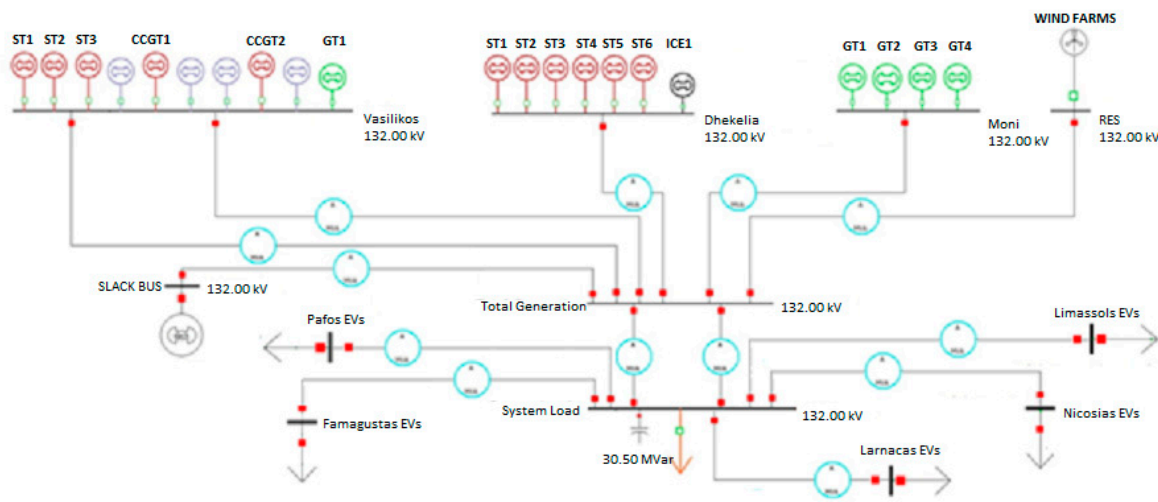 WIND FARMS
ST1 ST2 ST3 CCGT1 CCGT2 GT1
ST1 ST2 ST3 ST4 ST5 ST6 ICE1
GT1 GT2 GT3 GT4
Vasilikos
132.00 kV
Dhekelia
132.00 kV
Moni
132.00 kV
RES
132.00 kV
SLACK BUS
132.00 kV
Total Generation
132.00 kV
Pafos EVs
Limassols EVs
System Load
132.00 kV
Famagustas EVs
Nicosias EVs
30.50 MVar
Larnacas EVs